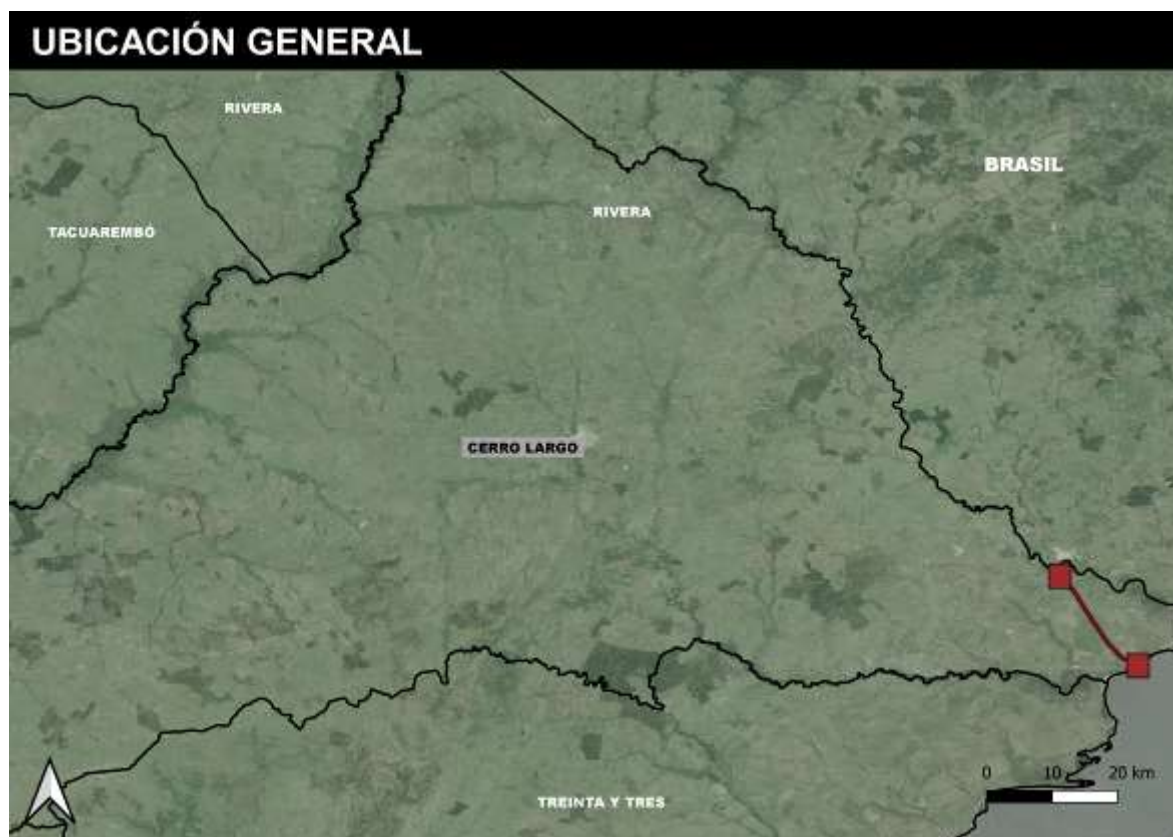 UBICACIÓN GENERAL
RIVERA
BRASIL
RIVERA
TACUAREMBÓ
CERRO LARGO
0 10 20 km
TREINTA Y TRES